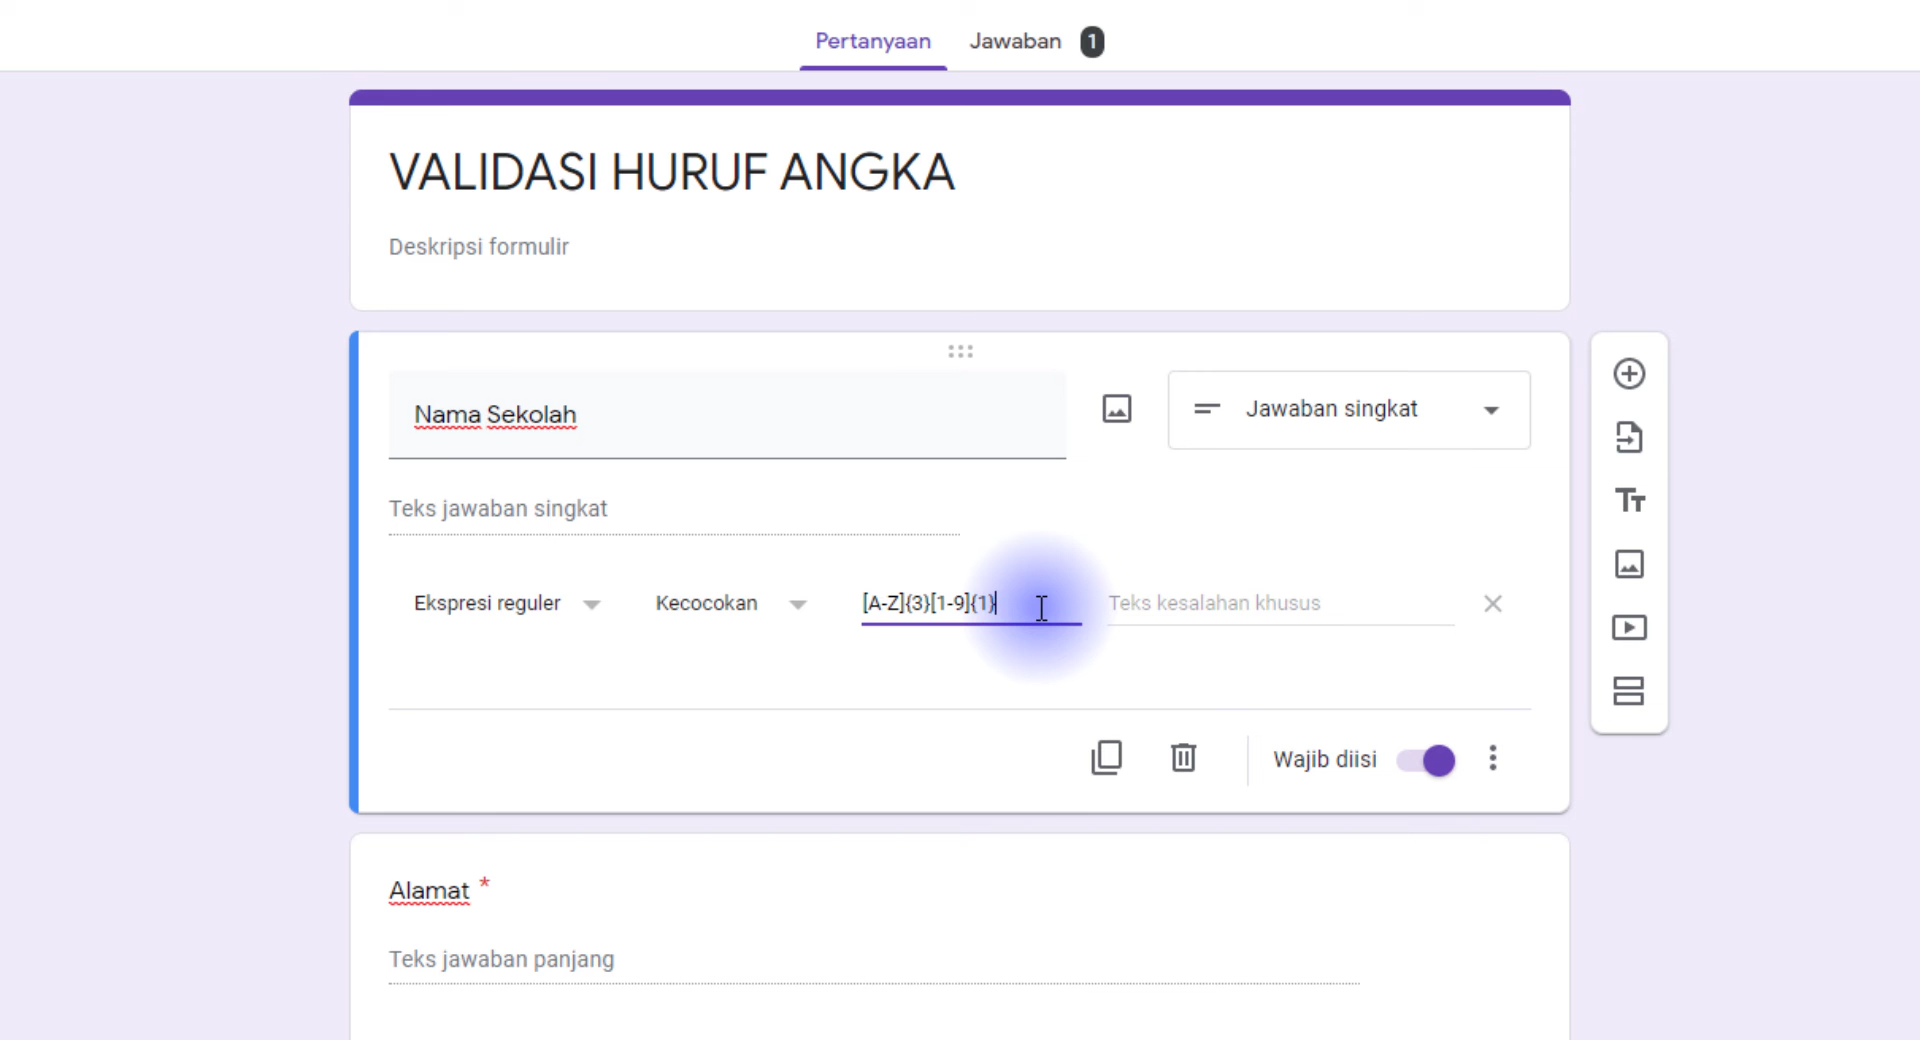 Pertanyaan Jawaban 1
VALIDASI HURUF ANGKA
Deskripsi formulir
Nama Sekolah
Jawaban singkat
Teks jawaban singkat
Ekspresi reguler Kecocokan [A-Z]{3}[1-9]{1} Teks kesalahan khusus
Wajib diisi
Alamat *
Teks jawaban panjang